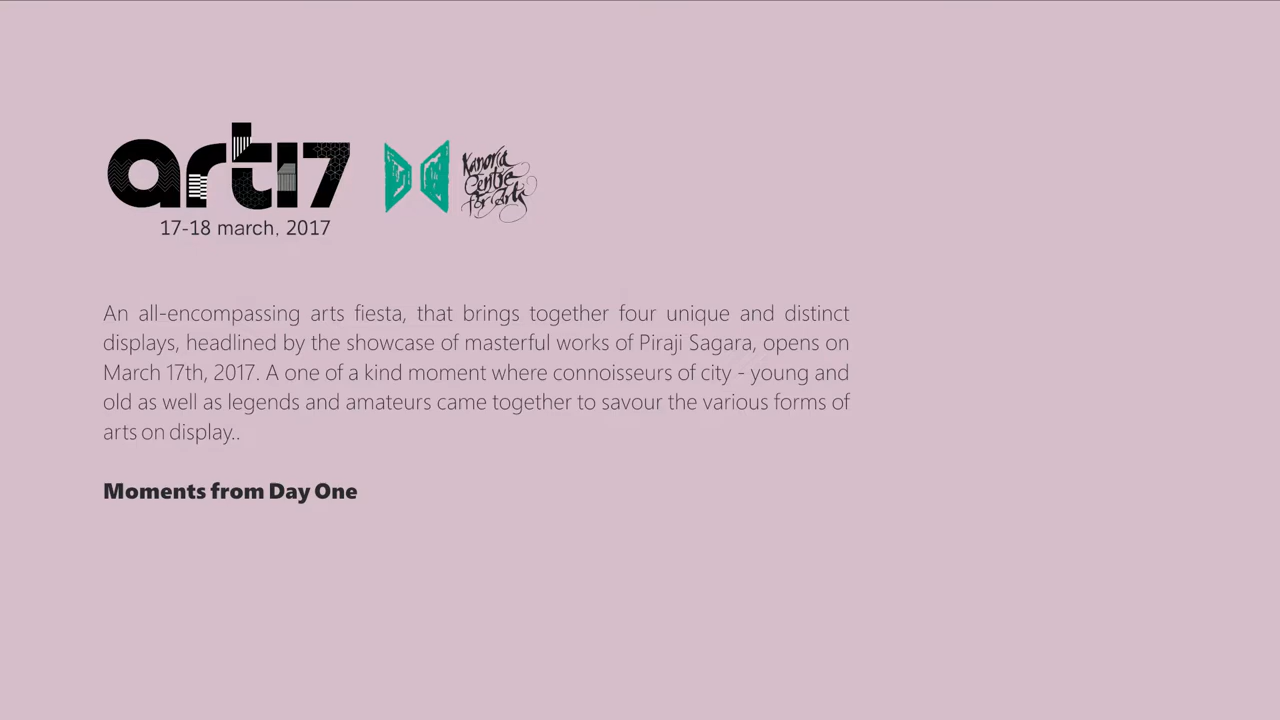 art17
17-18 march, 2017
Kanoria
Centre
for arts
An all-encompassing arts fiesta, that brings together four unique and distinct
displays, headlined by the showcase of masterful works of Piraji Sagara, opens on
March 17th, 2017. A one of a kind moment where connoisseurs of city - young and
old as well as legends and amateurs came together to savour the various forms of
arts on display..
Moments from Day One